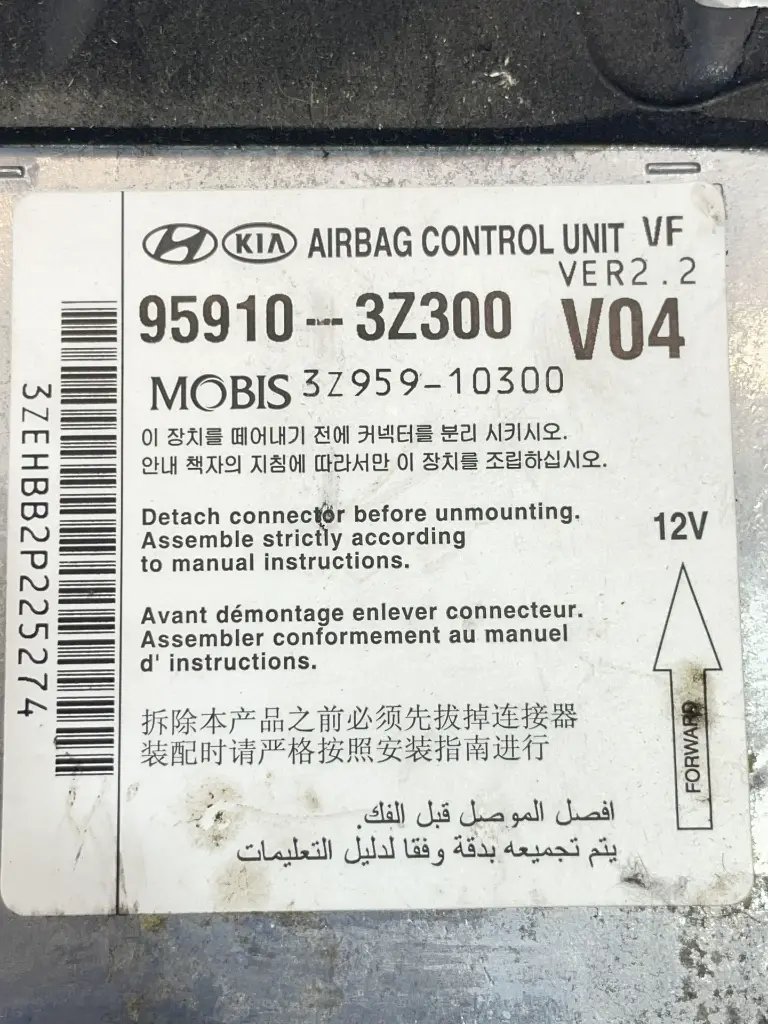 KIA AIRBAG CONTROL UNIT VF
VER2.2
95910--3Z300 V04
MOBIS 3Z959-10300
이 장치를 떼어내기 전에 커넥터를 분리 시키시오.
안내 책자의 지침에 따라서만 이 장치를 조립하십시오.
Detach connector before unmounting.
Assemble strictly according
to manual instructions.
12V
Avant démontage enlever connecteur.
Assembler conformement au manuel
d' instructions.
FORWARD
拆除本产品之前必须先拔掉连接器
装配时请严格按照安装指南进行
افصل الموصل قبل الفك.
يتم تجميعه بدقة وفقا لدليل التعليمات
3ZEHBB2P225274